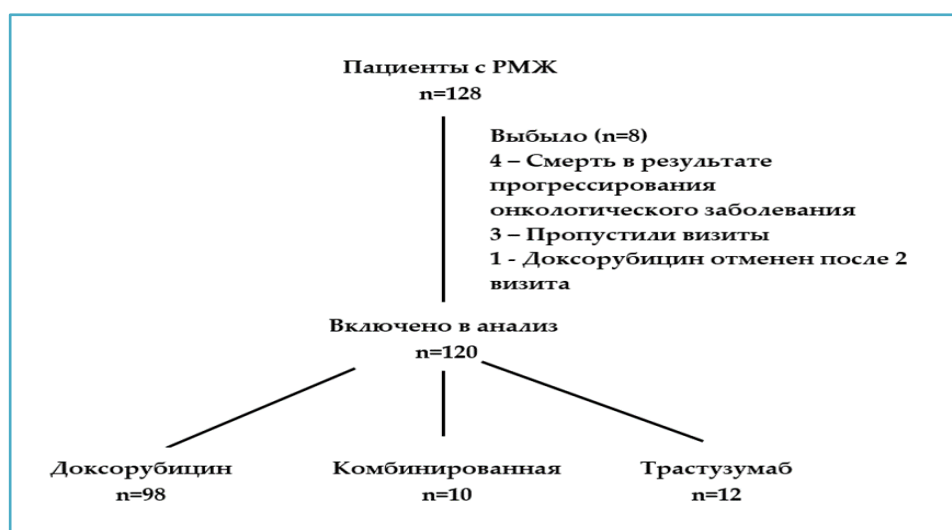 Пациенты с РМЖ
n=128
Выбыло (n=8)
4 – Смерть в результате
прогрессирования
онкологического заболевания
3 – Пропустили визиты
1 - Доксорубицин отменен после 2
визита
Включено в анализ
n=120
Доксорубицин
n=98
Комбинированная
n=10
Трастузумаб
n=12